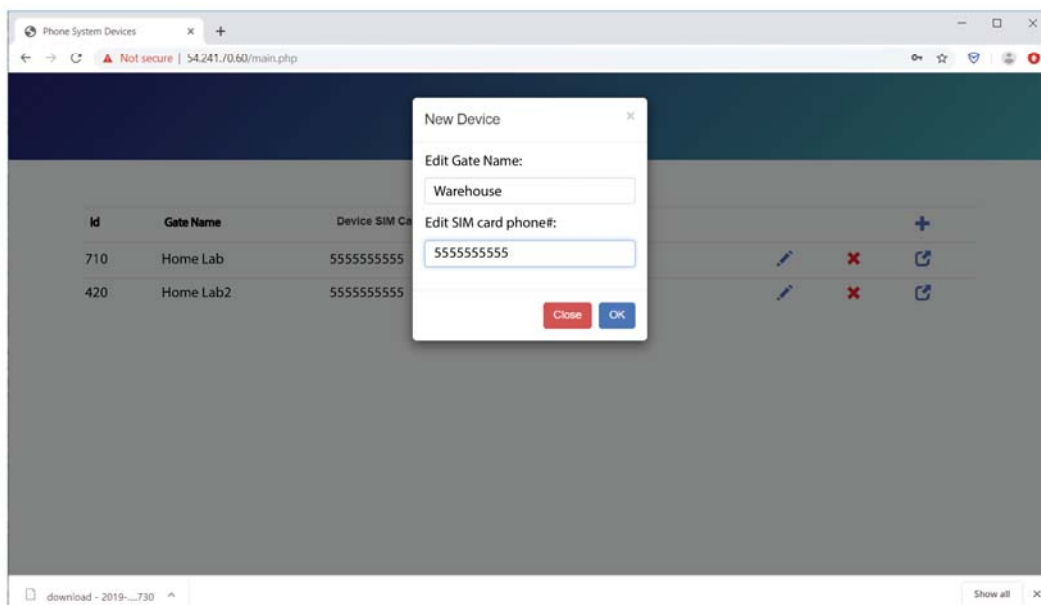 Phone System Devices
Not secure | 54.241.70.60/main.php
New Device
Edit Gate Name:
Warehouse
Id Gate Name Device SIM Ca
Edit SIM card phone#:
5555555555
710 Home Lab 5555555555
420 Home Lab2 5555555555
Close OK
download - 2019-....730
Show all